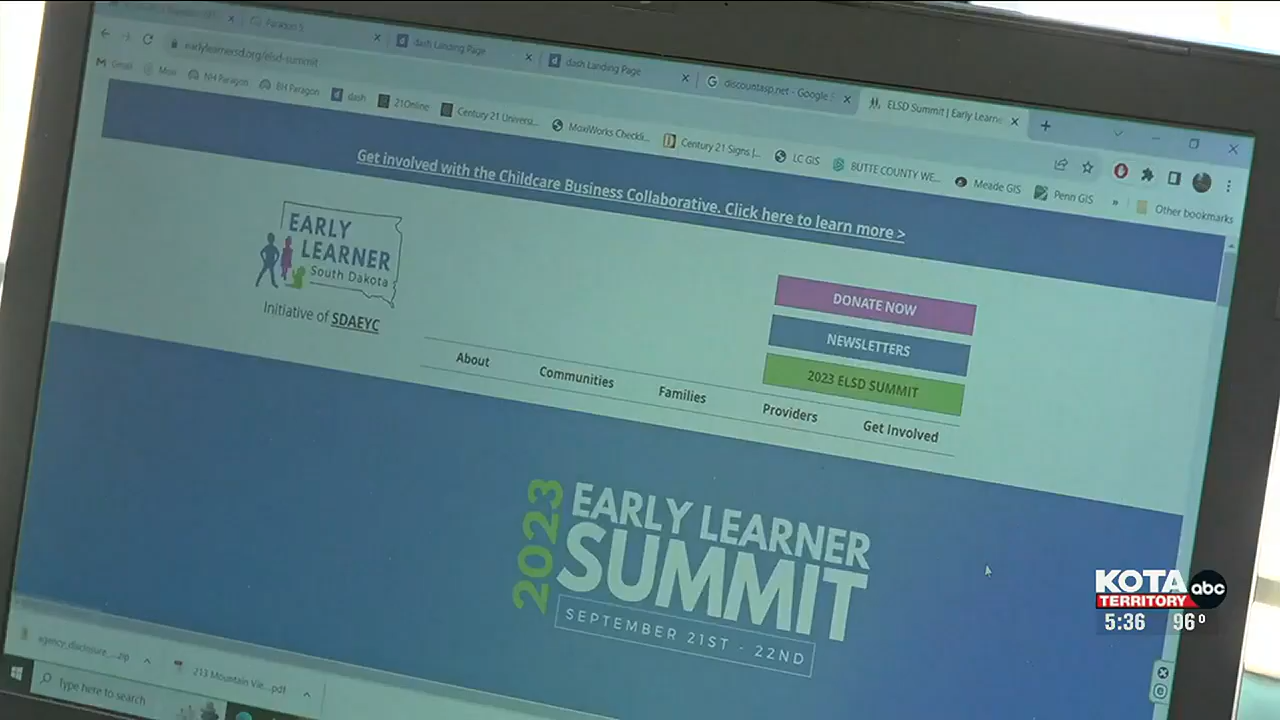 Paragon 5
dash Landing Page
dash Landing Page
discountasp.net - Google S
ELSD Summit | Early Learne
earlylearnersd.org/elsd-summit
Gmail
Moxi
NH Paragon
BH Paragon
dash
21Online
Century 21 Universi...
MoxiWorks Checkli...
Century 21 Signs |...
LC GIS
BUTTE COUNTY WE...
Meade GIS
Penn GIS
»
Other bookmarks
Get involved with the Childcare Business Collaborative. Click here to learn more >
EARLY
LEARNER
South Dakota
Initiative of SDAEYC
DONATE NOW
NEWSLETTERS
2023 ELSD SUMMIT
About
Communities
Families
Providers
Get Involved
2023
EARLY LEARNER
SUMMIT
SEPTEMBER 21ST - 22ND
agency_disclosure_...zip
213 Mountain Vie...pdf
Type here to search
KOTA
TERRITORY
abc
5:36 96°